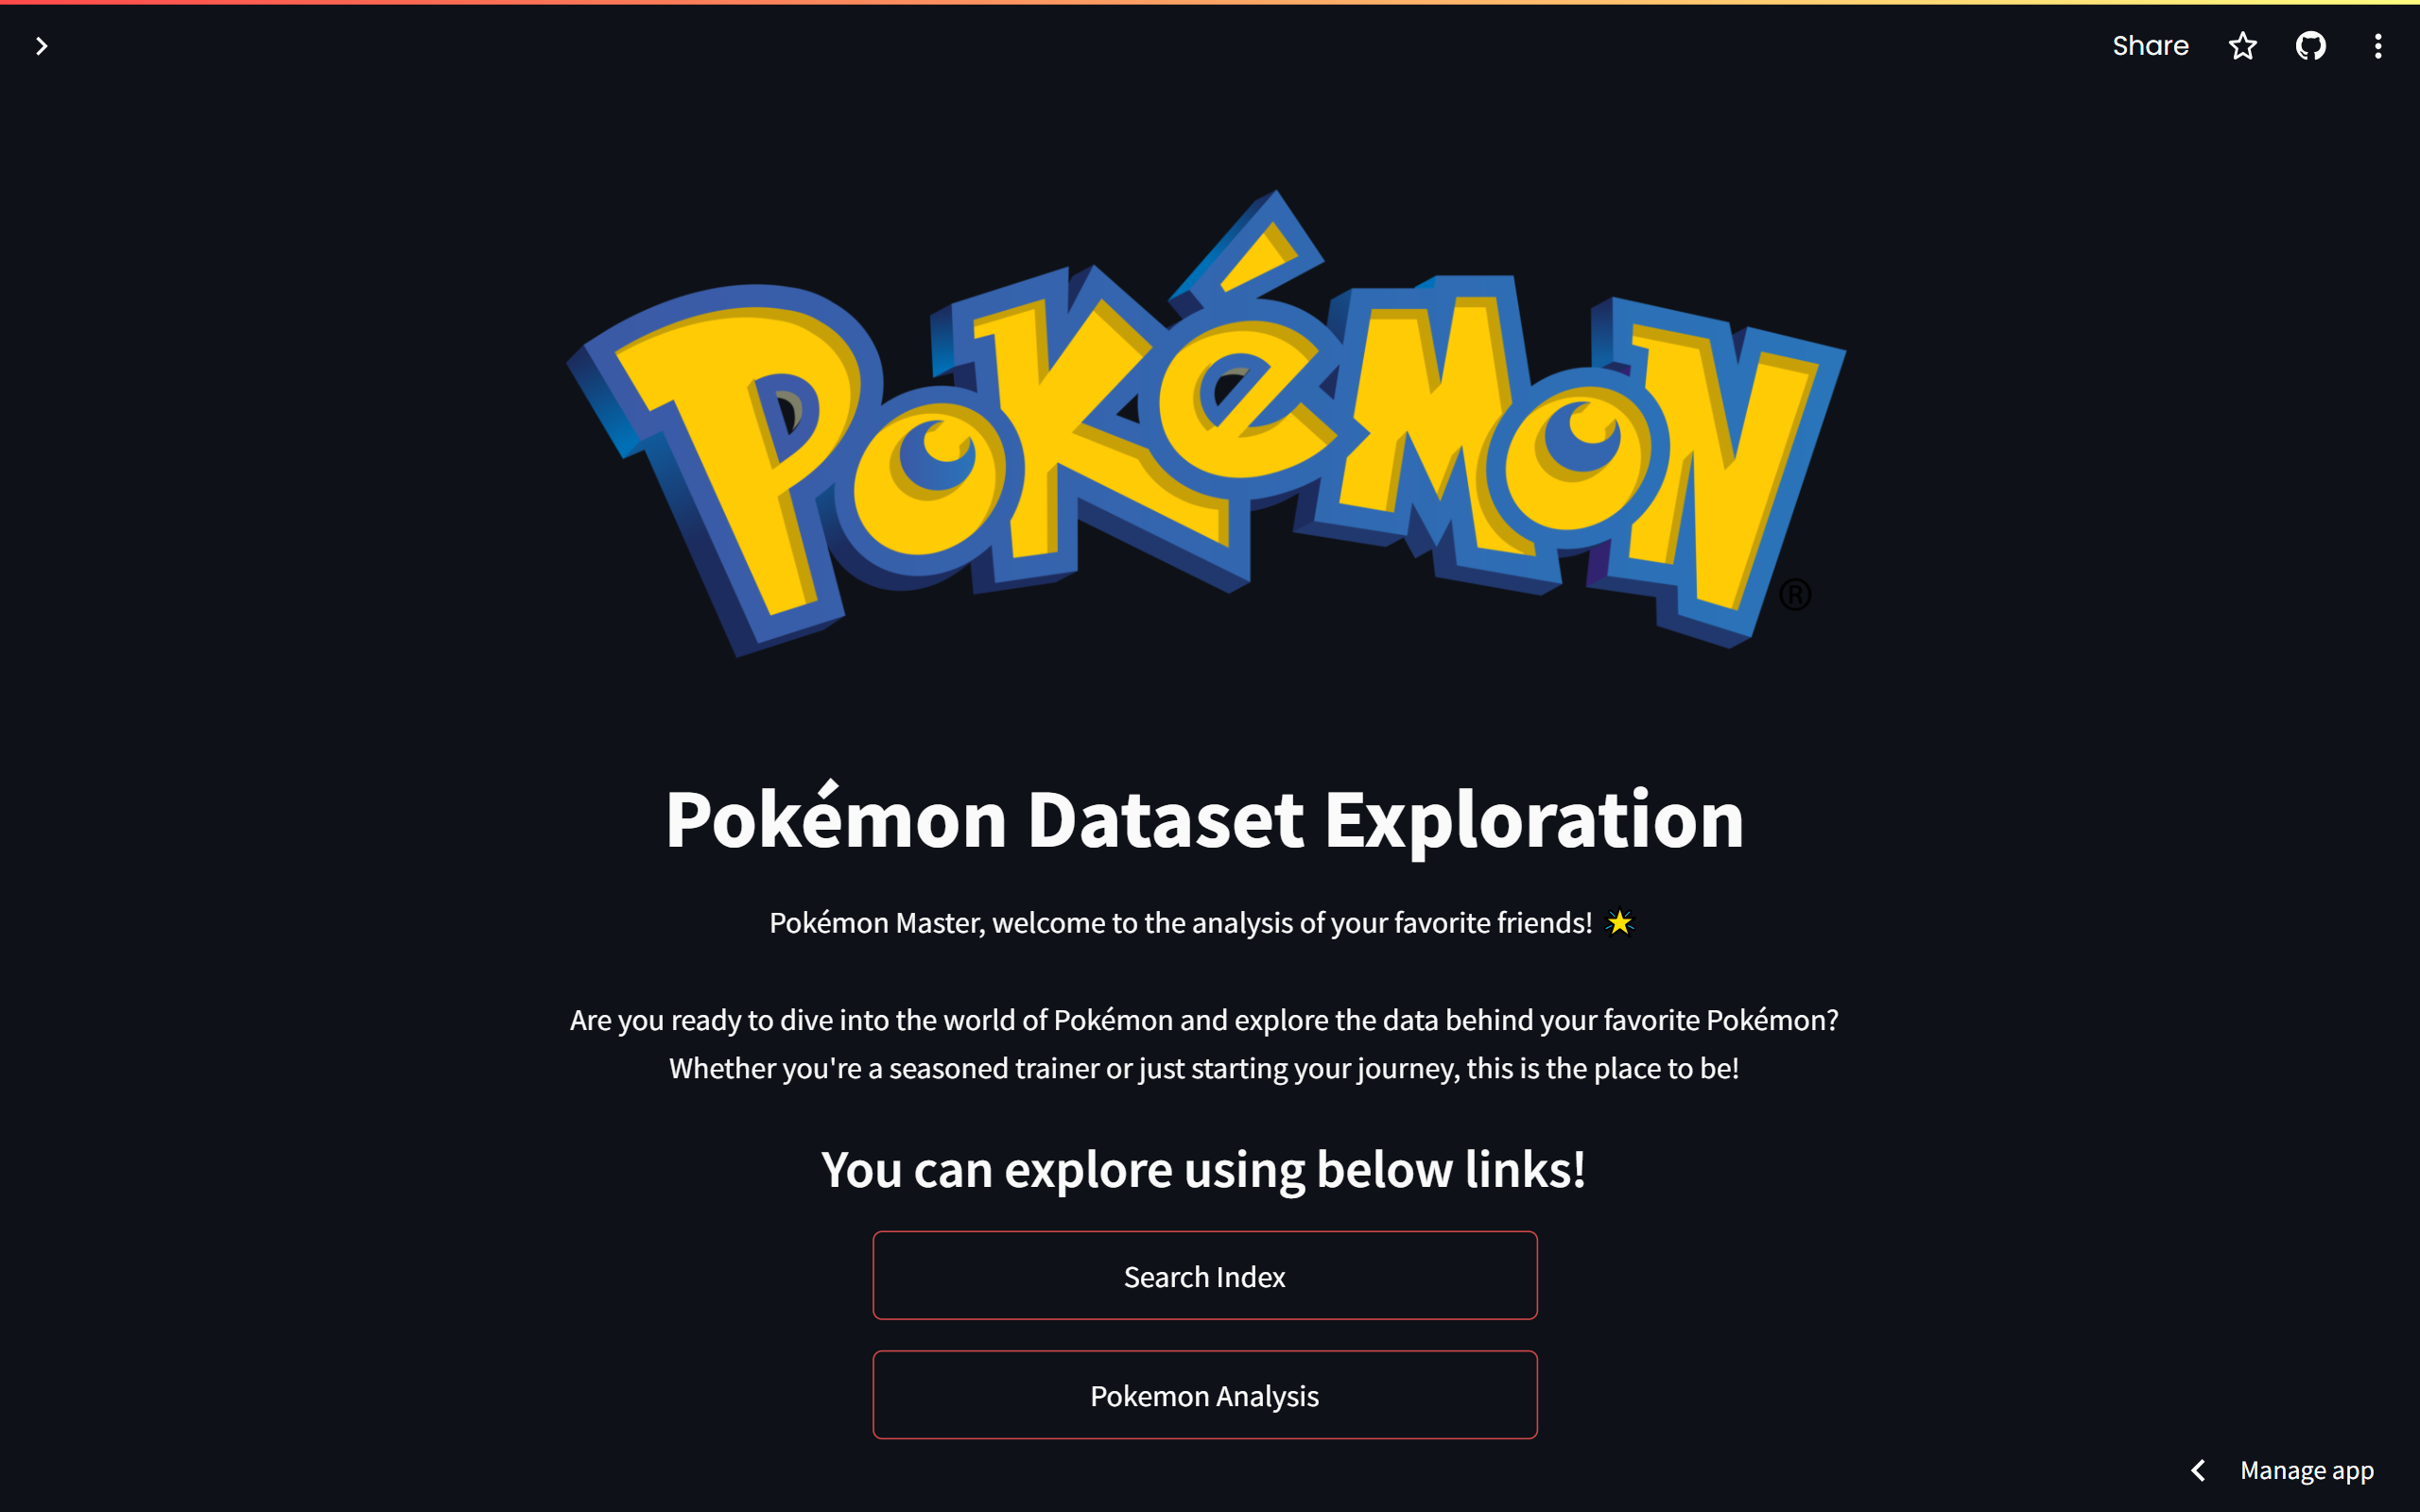 Share
POKéMON
®
Pokémon Dataset Exploration
Pokémon Master, welcome to the analysis of your favorite friends!
Are you ready to dive into the world of Pokémon and explore the data behind your favorite Pokémon?
Whether you're a seasoned trainer or just starting your journey, this is the place to be!
You can explore using below links!
Search Index
Pokemon Analysis
Manage app